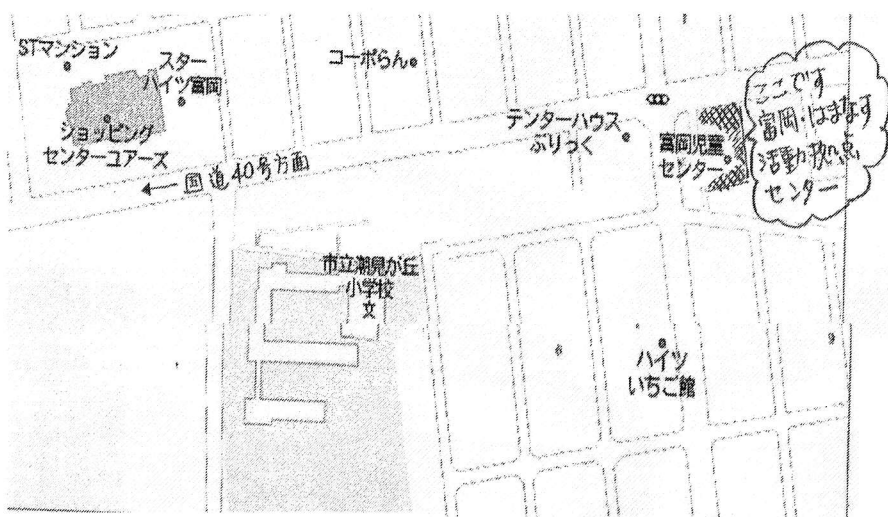 STマンション
スター
ハイツ富岡
ショッピング
センターユアーズ
コーポらん
← 国道40号方面
テンターハウス
ぷりっく
富岡児童
センター
ここです
富岡・はまなす
活動拠点
センター
市立潮見が丘
小学校
文
ハイツ
いちご館
6
9